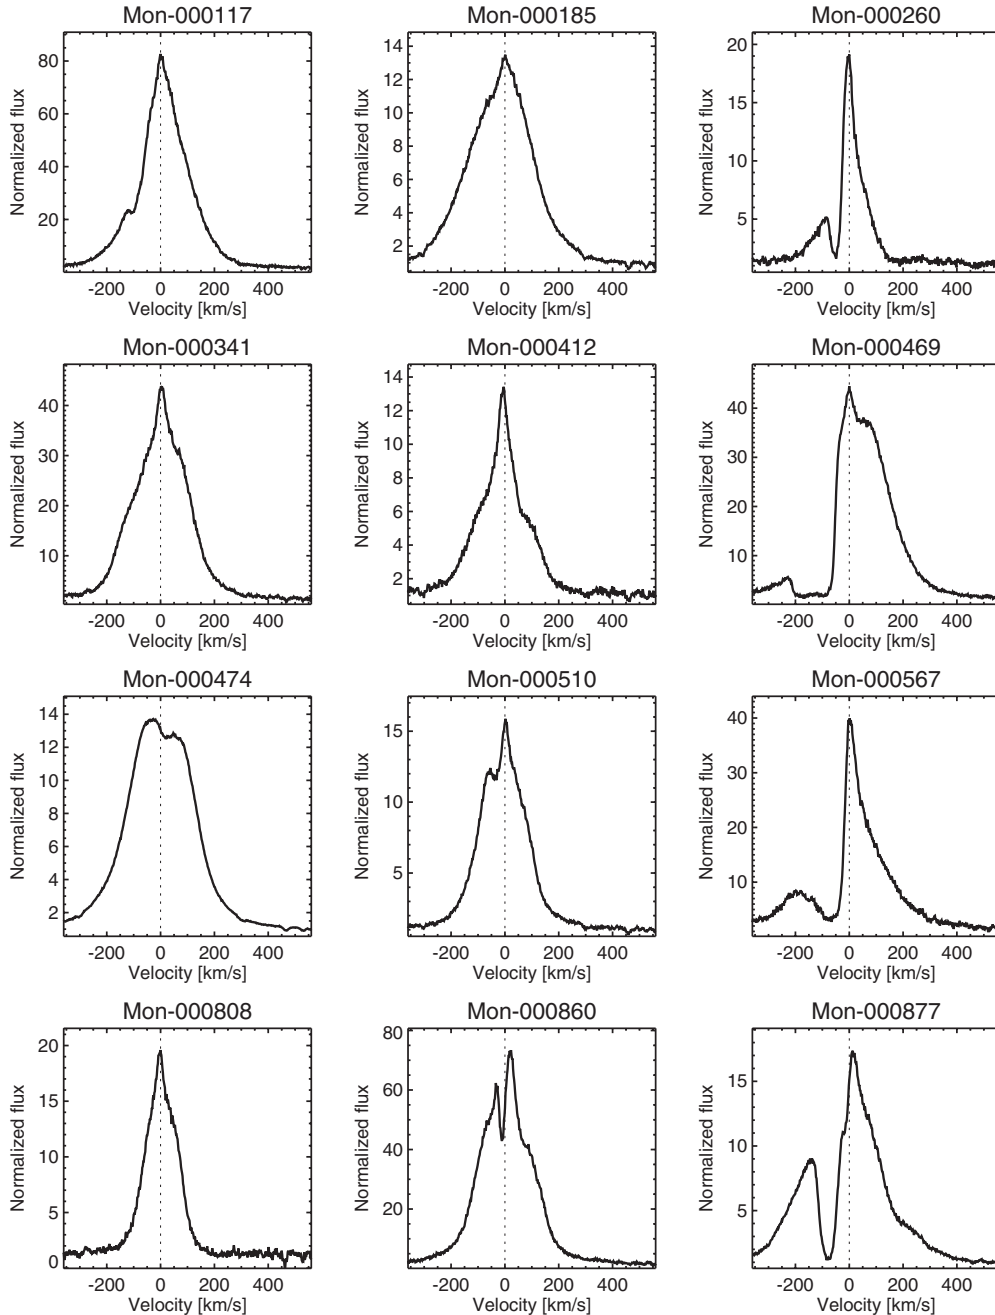 Mon-000117 Mon-000185 Mon-000260
Normalized flux
80
60
40
20
-200 0 200 400
Velocity [km/s]
Normalized flux
14
12
10
8
6
4
2
-200 0 200 400
Velocity [km/s]
Normalized flux
20
15
10
5
-200 0 200 400
Velocity [km/s]
Mon-000341 Mon-000412 Mon-000469
Normalized flux
40
30
20
10
-200 0 200 400
Velocity [km/s]
Normalized flux
14
12
10
8
6
4
2
-200 0 200 400
Velocity [km/s]
Normalized flux
40
30
20
10
-200 0 200 400
Velocity [km/s]
Mon-000474 Mon-000510 Mon-000567
Normalized flux
14
12
10
8
6
4
2
-200 0 200 400
Velocity [km/s]
Normalized flux
15
10
5
-200 0 200 400
Velocity [km/s]
Normalized flux
40
30
20
10
-200 0 200 400
Velocity [km/s]
Mon-000808 Mon-000860 Mon-000877
Normalized flux
20
15
10
5
0
-200 0 200 400
Velocity [km/s]
Normalized flux
80
60
40
20
-200 0 200 400
Velocity [km/s]
Normalized flux
15
10
5
-200 0 200 400
Velocity [km/s]